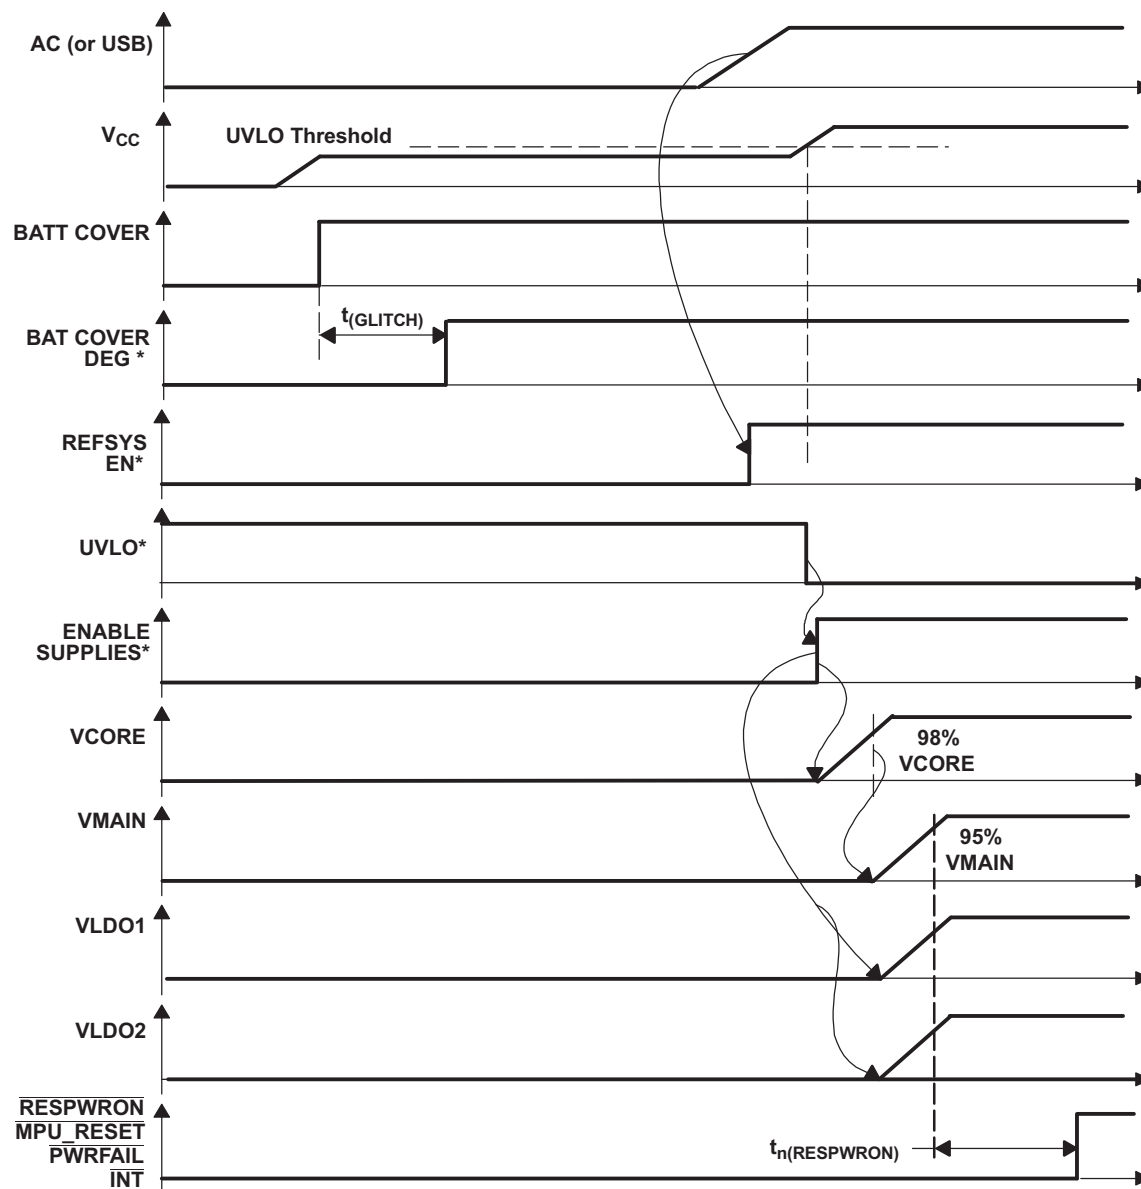 AC (or USB)
VCC
UVLO Threshold
BATT COVER
t(GLITCH)
BAT COVER
DEG *
REFSYS
EN*
UVLO*
ENABLE
SUPPLIES*
VCORE
98%
VCORE
VMAIN
95%
VMAIN
VLDO1
VLDO2
RESPWRON
MPU_RESET
PWRFAIL
INT
tn(RESPWRON)